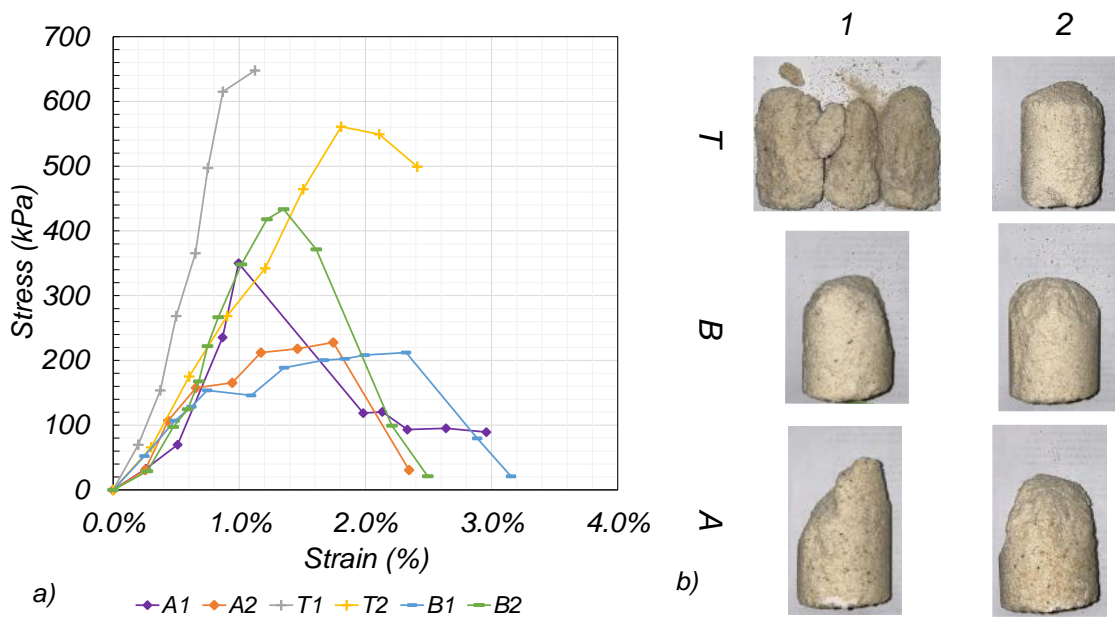 700
600
500
400
300
200
100
0
Stress (kPa)
0.0% 1.0% 2.0% 3.0% 4.0%
Strain (%)
a)
A1 A2 T1 T2 B1 B2
1 2
T
B
A
b)